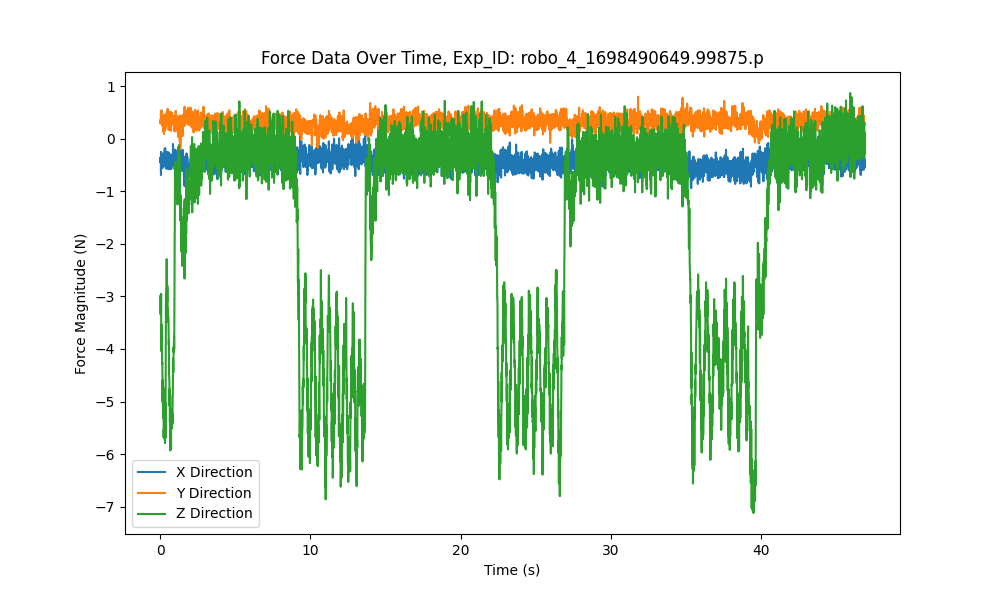 Force Data Over Time, Exp_ID: robo_4_1698490649.99875.p
Force Magnitude (N)
1
0
−1
−2
−3
−4
−5
−6
−7
X Direction
Y Direction
Z Direction
0 10 20 30 40
Time (s)